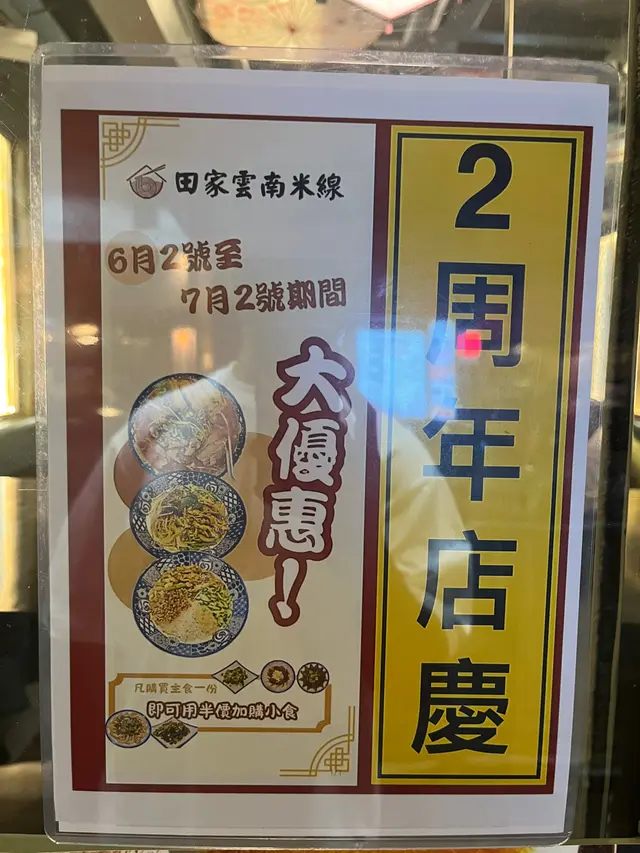 田家雲南米線
6月2號至
7月2號期間
大優惠！
凡購買主食一份
即可用半價加購小食
2周年店慶